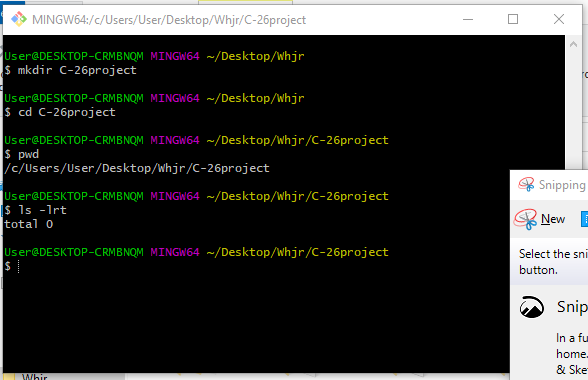 MINGW64:/c/Users/User/Desktop/Whjr/C-26project
User@DESKTOP-CRMBNQM MINGW64 ~/Desktop/Whjr
$ mkdir C-26project
User@DESKTOP-CRMBNQM MINGW64 ~/Desktop/Whjr
$ cd C-26project
User@DESKTOP-CRMBNQM MINGW64 ~/Desktop/Whjr/C-26project
$ pwd
/c/Users/User/Desktop/Whjr/C-26project
User@DESKTOP-CRMBNQM MINGW64 ~/Desktop/Whjr/C-26project
$ ls -lrt
total 0
User@DESKTOP-CRMBNQM MINGW64 ~/Desktop/Whjr/C-26project
$
Snipping
New
Select the sni
button.
Snip
In a fu
home.
& Ske
Whjr